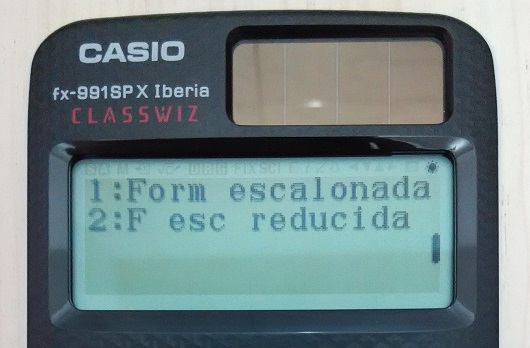 CASIO
fx-991SP X Iberia
CLASSWIZ
1:Form escalonada
2:F esc reducida